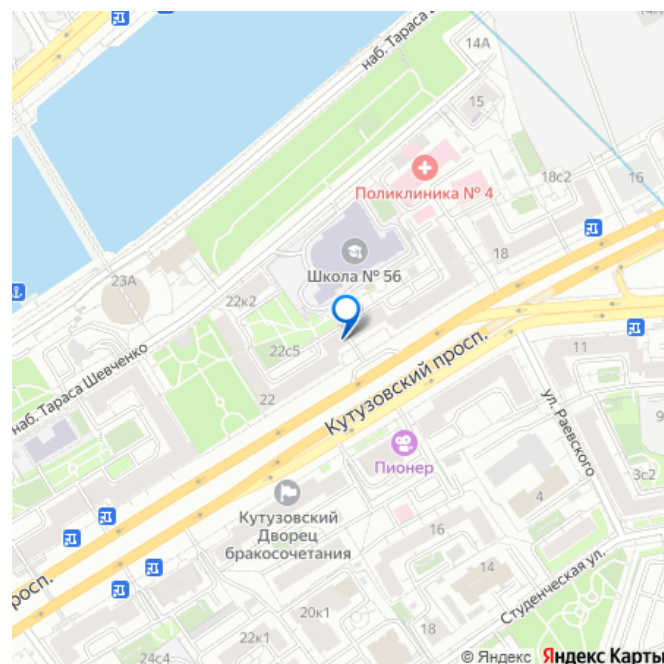 14А
наб. Тараса
15
18с2
16
Поликлиника № 4
18
Школа № 56
23А
22к2
22с5
наб. Тараса Шевченко
22
Кутузовский просп.
11
ул. Раевского
9
Пионер
3с2
4
Кутузовский
Дворец
бракосочетания
16
14
Студенческая ул.
просп.
20к1
18
22к1
24с4
© Яндекс Яндекс Карты